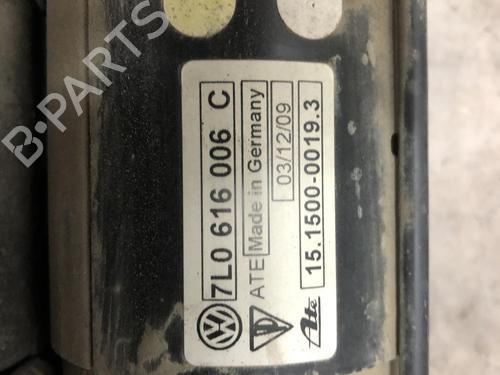 7L0 616 006 C
ATE Made in Germany 03/12/09
Ate 15.1500-0019.3
B-PARTS